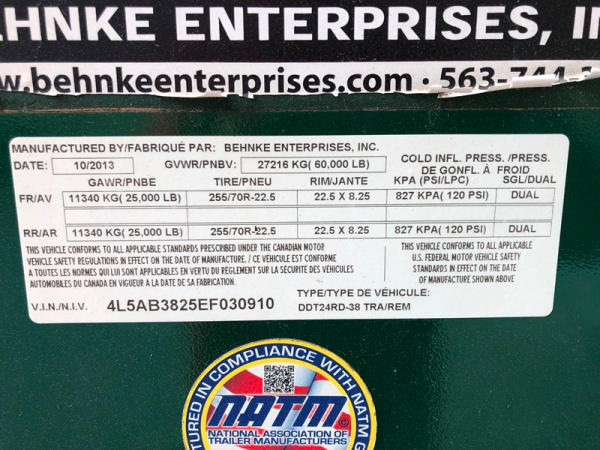 HNKE ENTERPRISES, IN
w.behnkeenterprises.com · 563-744-
MANUFACTURED BY/FABRIQUÉ PAR: BEHNKE ENTERPRISES, INC.
DATE: 10/2013 GVWR/PNBV: 27216 KG( 60,000 LB)
COLD INFL. PRESS. /PRESS.
DE GONFL. À FROID
GAWR/PNBE TIRE/PNEU RIM/JANTE KPA (PSI/LPC) SGL/DUAL
FR/AV 11340 KG( 25,000 LB) 255/70R-22.5 22.5 X 8.25 827 KPA( 120 PSI) DUAL
RR/AR 11340 KG( 25,000 LB) 255/70R-22.5 22.5 X 8.25 827 KPA( 120 PSI) DUAL
THIS VEHICLE CONFORMS TO ALL APPLICABLE STANDARDS PRESCRIBED UNDER THE CANADIAN MOTOR
VEHICLE SAFETY REGULATIONS IN EFFECT ON THE DATE OF MANUFACTURE. / CE VÉHICULE EST CONFORME
A TOUTES LES NORMES QUI LUI SONT APPLICABLES EN VERTU DU REGLEMENT SUR LA SÉCURITÉ DES VÉHICULES
AUTOMOBILES DU CANADA EN VIGUEUR A LA DATE DE SA FABRICATION.
THIS VEHICLE CONFORMS TO ALL APPLICABLE
U.S. FEDERAL MOTOR VEHICLE SAFETY
STANDARDS IN EFFECT ON THE DATE
OF MANUFACTURE SHOWN ABOVE
V.I.N./N.I.V. 4L5AB3825EF030910
TYPE/TYPE DE VÉHICULE:
DDT24RD-38 TRA/REM
TURED IN COMPLIANCE WITH NATM G
NATM
NATIONAL ASSOCIATION OF
TRAILER MANUFACTURERS